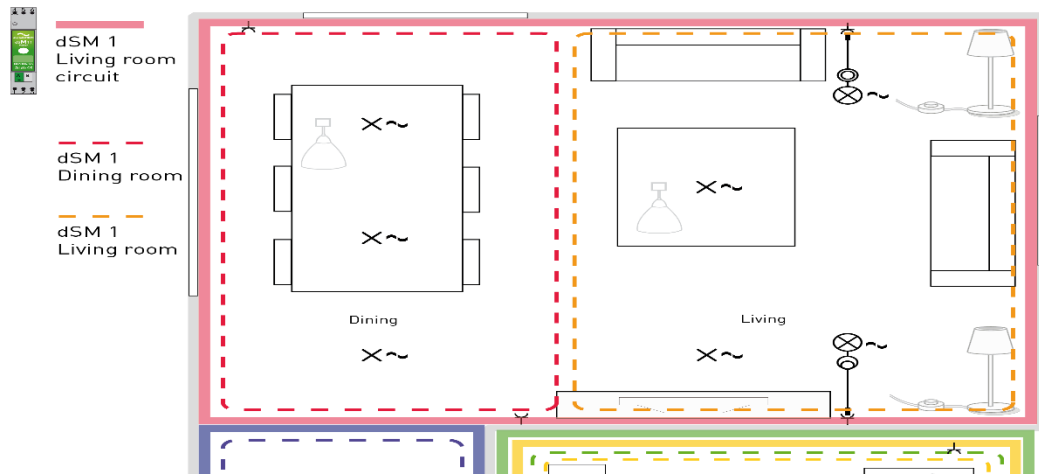 dSM 1
Living room
circuit
dSM 1
Dining room
dSM 1
Living room
Dining
Living